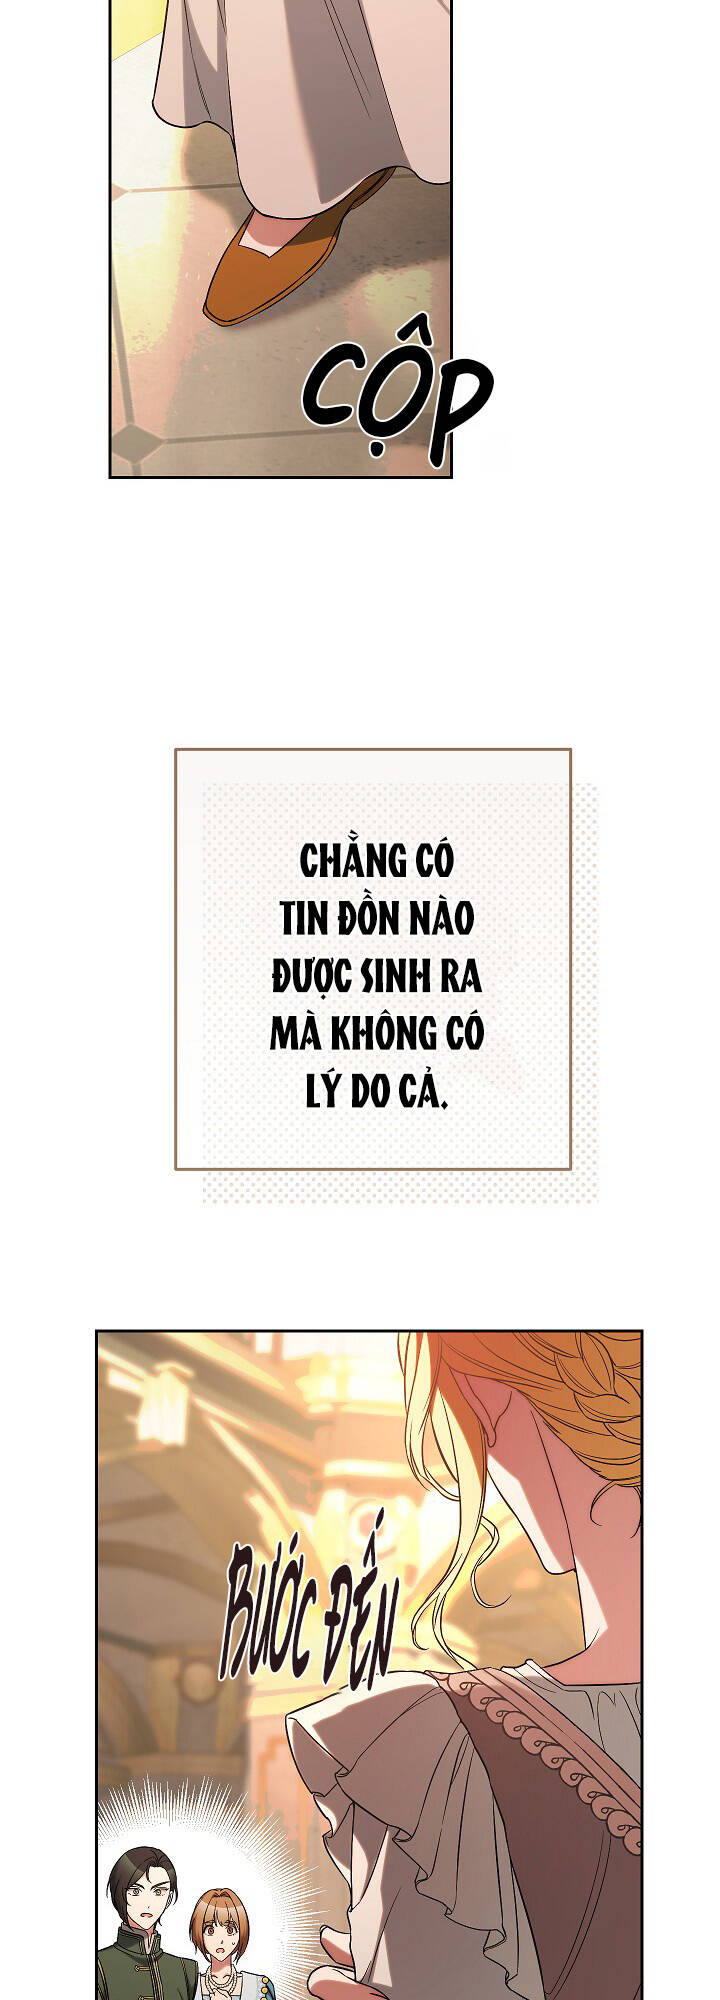 CỘP
CHẲNG CÓ
TIN ĐỒN NÀO
ĐƯỢC SINH RA
MÀ KHÔNG CÓ
LÝ DO CẢ.
BƯỚC ĐẾN